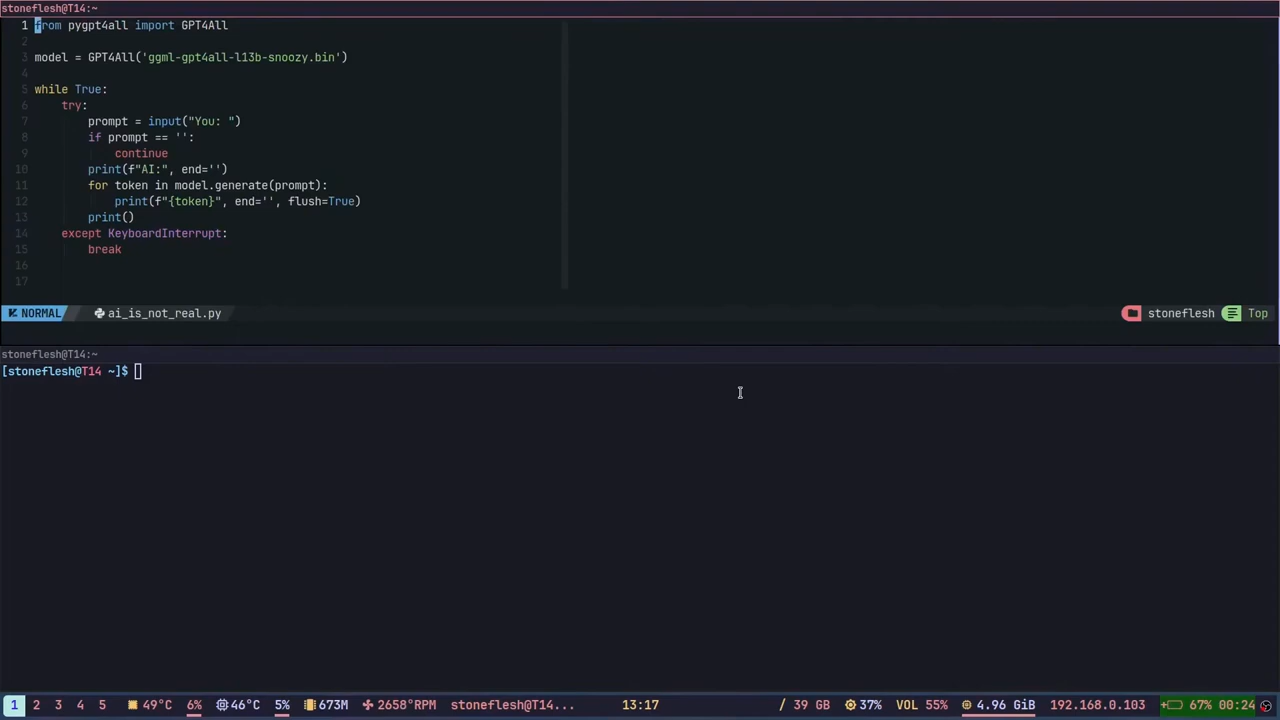 stoneflesh@T14:~
1 from pygpt4all import GPT4All
2
3 model = GPT4All('ggml-gpt4all-l13b-snoozy.bin')
4
5 while True:
6     try:
7         prompt = input("You: ")
8         if prompt == '':
9             continue
10         print(f"AI:", end='')
11         for token in model.generate(prompt):
12             print(f"{token}", end='', flush=True)
13         print()
14     except KeyboardInterrupt:
15         break
16
17
NORMAL ai_is_not_real.py stoneflesh Top
stoneflesh@T14:~
[stoneflesh@T14 ~]$
1 2 3 4 5 49°C 6% 46°C 5% 673M 2658°RPM stoneflesh@T14... 13:17 / 39 GB 37% VOL 55% 4.96 GiB 192.168.0.103 + 67% 00:24